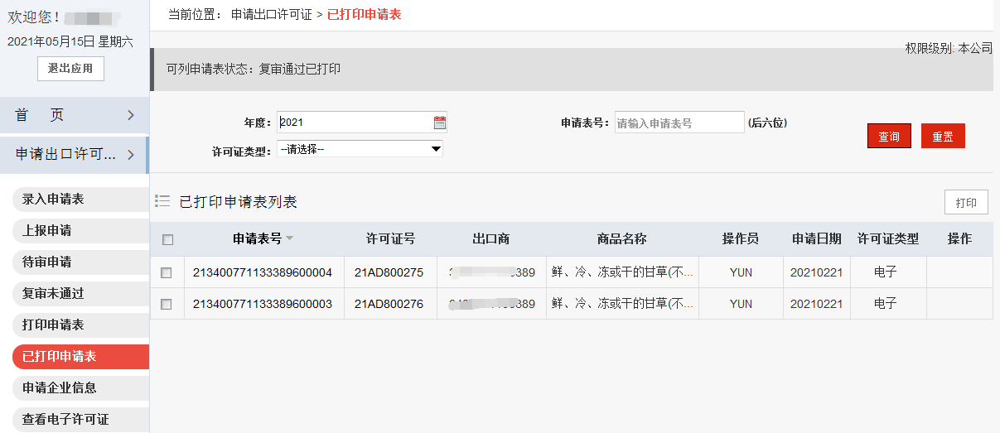 欢迎您!
2021年05月15日 星期六
退出应用
首 页
申请出口许可...
录入申请表
上报申请
待审申请
复审未通过
打印申请表
已打印申请表
申请企业信息
查看电子许可证
当前位置： 申请出口许可证 > 已打印申请表
权限级别: 本公司
可列申请表状态：复审通过已打印
年度: 2021 申请表号: 请输入申请表号 (后六位)
许可证类型: --请选择--
查询 重置
已打印申请表列表 打印
申请表号 许可证号 出口商 商品名称 操作员 申请日期 许可证类型 操作
213400771133389600004 21AD800275 389 鲜、冷、冻或干的甘草(不... YUN 20210221 电子
213400771133389600003 21AD800276 389 鲜、冷、冻或干的甘草(不... YUN 20210221 电子